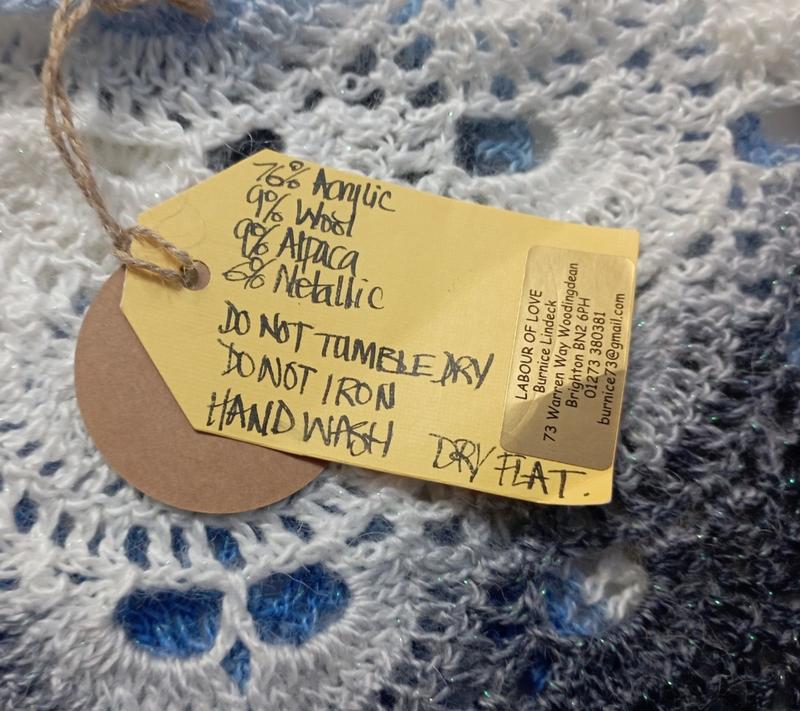 76% Acrylic
9% Wool
9% Alpaca
6% Metallic
DO NOT TUMBLE DRY
DO NOT IRON
HAND WASH DRY FLAT.
LABOUR OF LOVE
Burnice Lindeck
73 Warren Way Woodingdean
Brighton BN2 6PH
01273 380381
burnice73@gmail.com